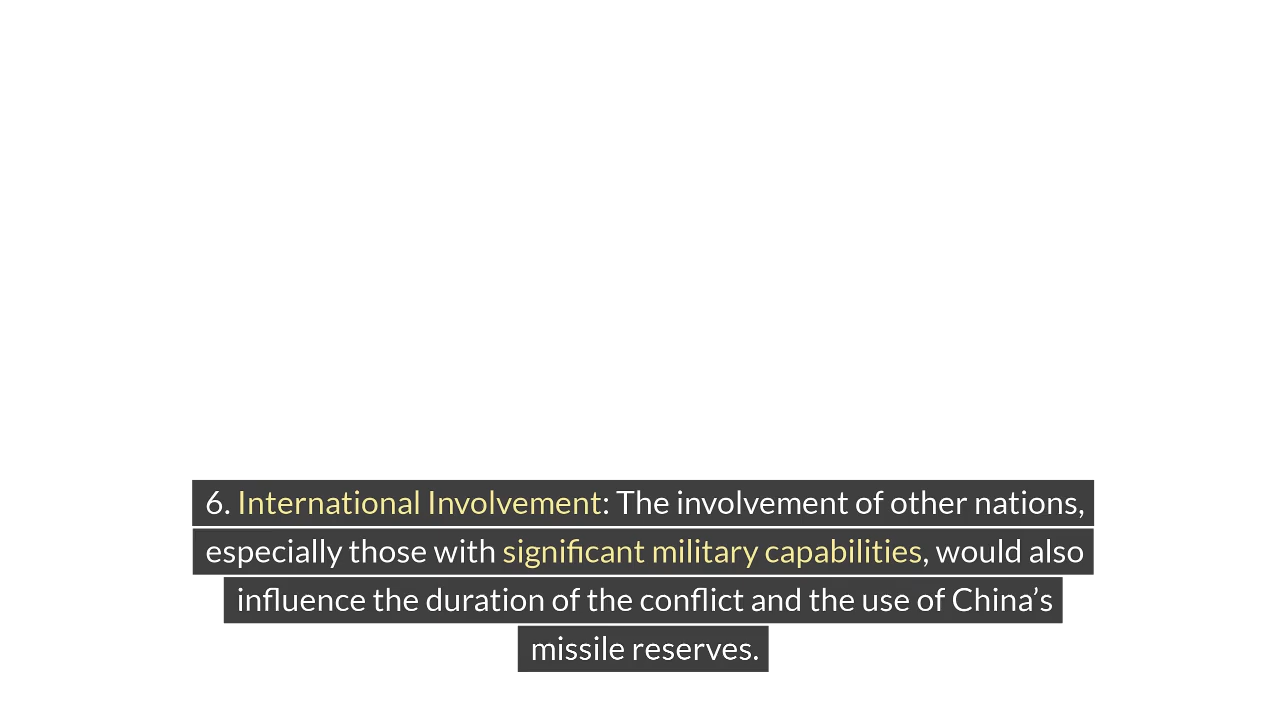 6. International Involvement: The involvement of other nations,
especially those with significant military capabilities, would also
influence the duration of the conflict and the use of China’s
missile reserves.